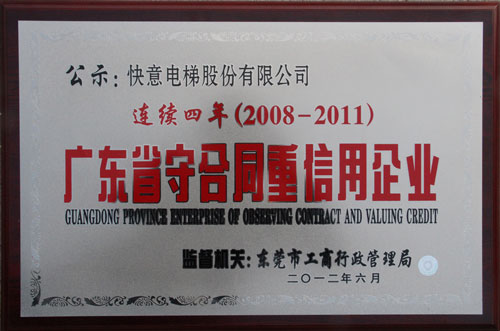 公示：快意电梯股份有限公司
连续四年(2008-2011)
广东省守合同重信用企业
GUANGDONG PROVINCE ENTERPRISE OF OBSERVING CONTRACT AND VALUING CREDIT
监督机关：东莞市工商行政管理局
二〇一二年六月